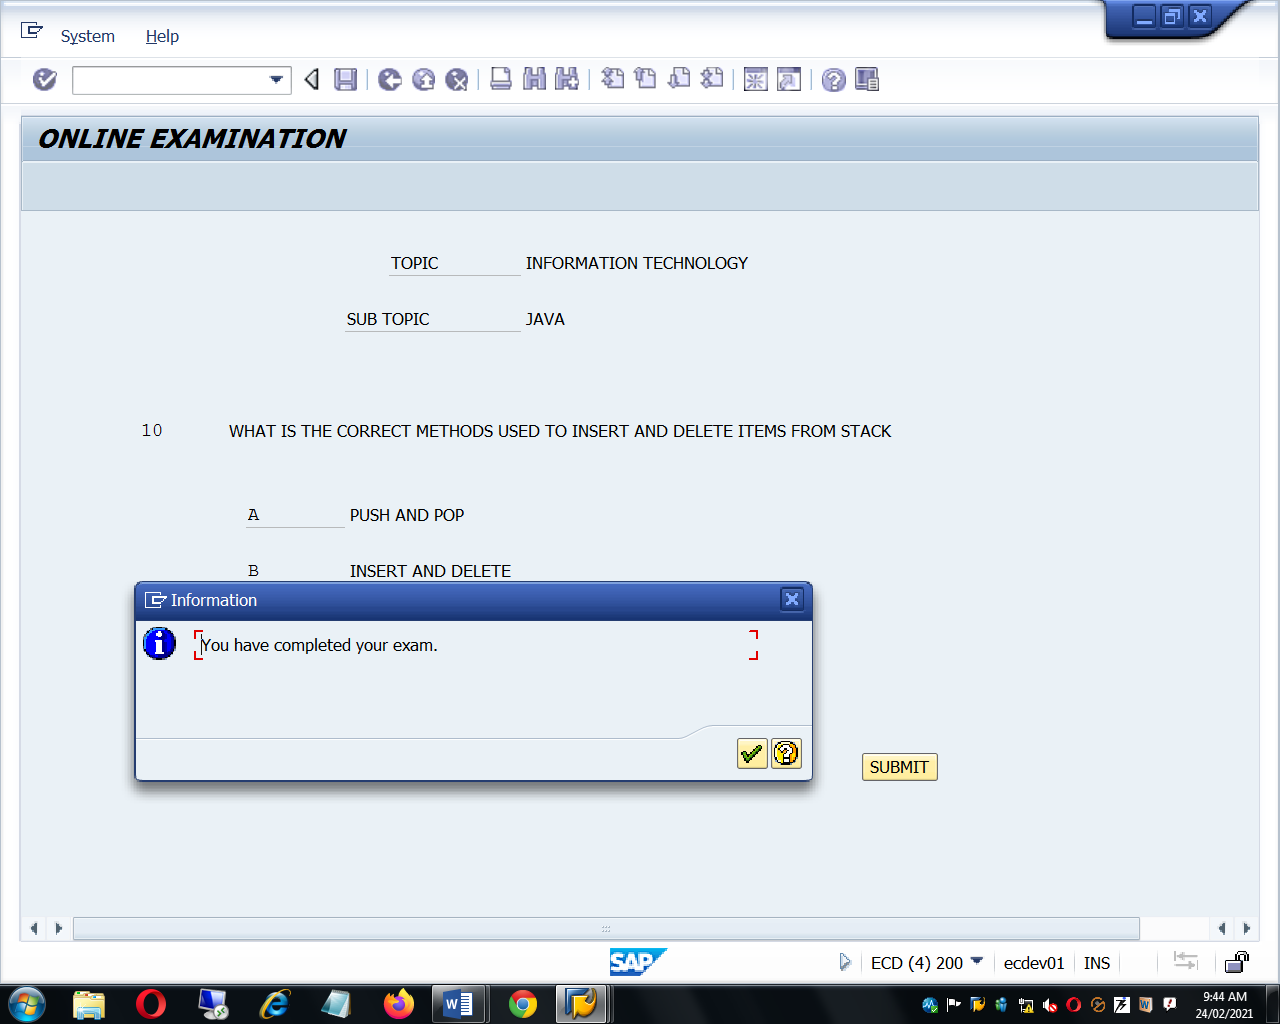 System Help
ONLINE EXAMINATION
TOPIC INFORMATION TECHNOLOGY
SUB TOPIC JAVA
10 WHAT IS THE CORRECT METHODS USED TO INSERT AND DELETE ITEMS FROM STACK
A PUSH AND POP
B INSERT AND DELETE
Information
You have completed your exam.
SUBMIT
SAP
ECD (4) 200 ecdev01 INS
9:44 AM
24/02/2021